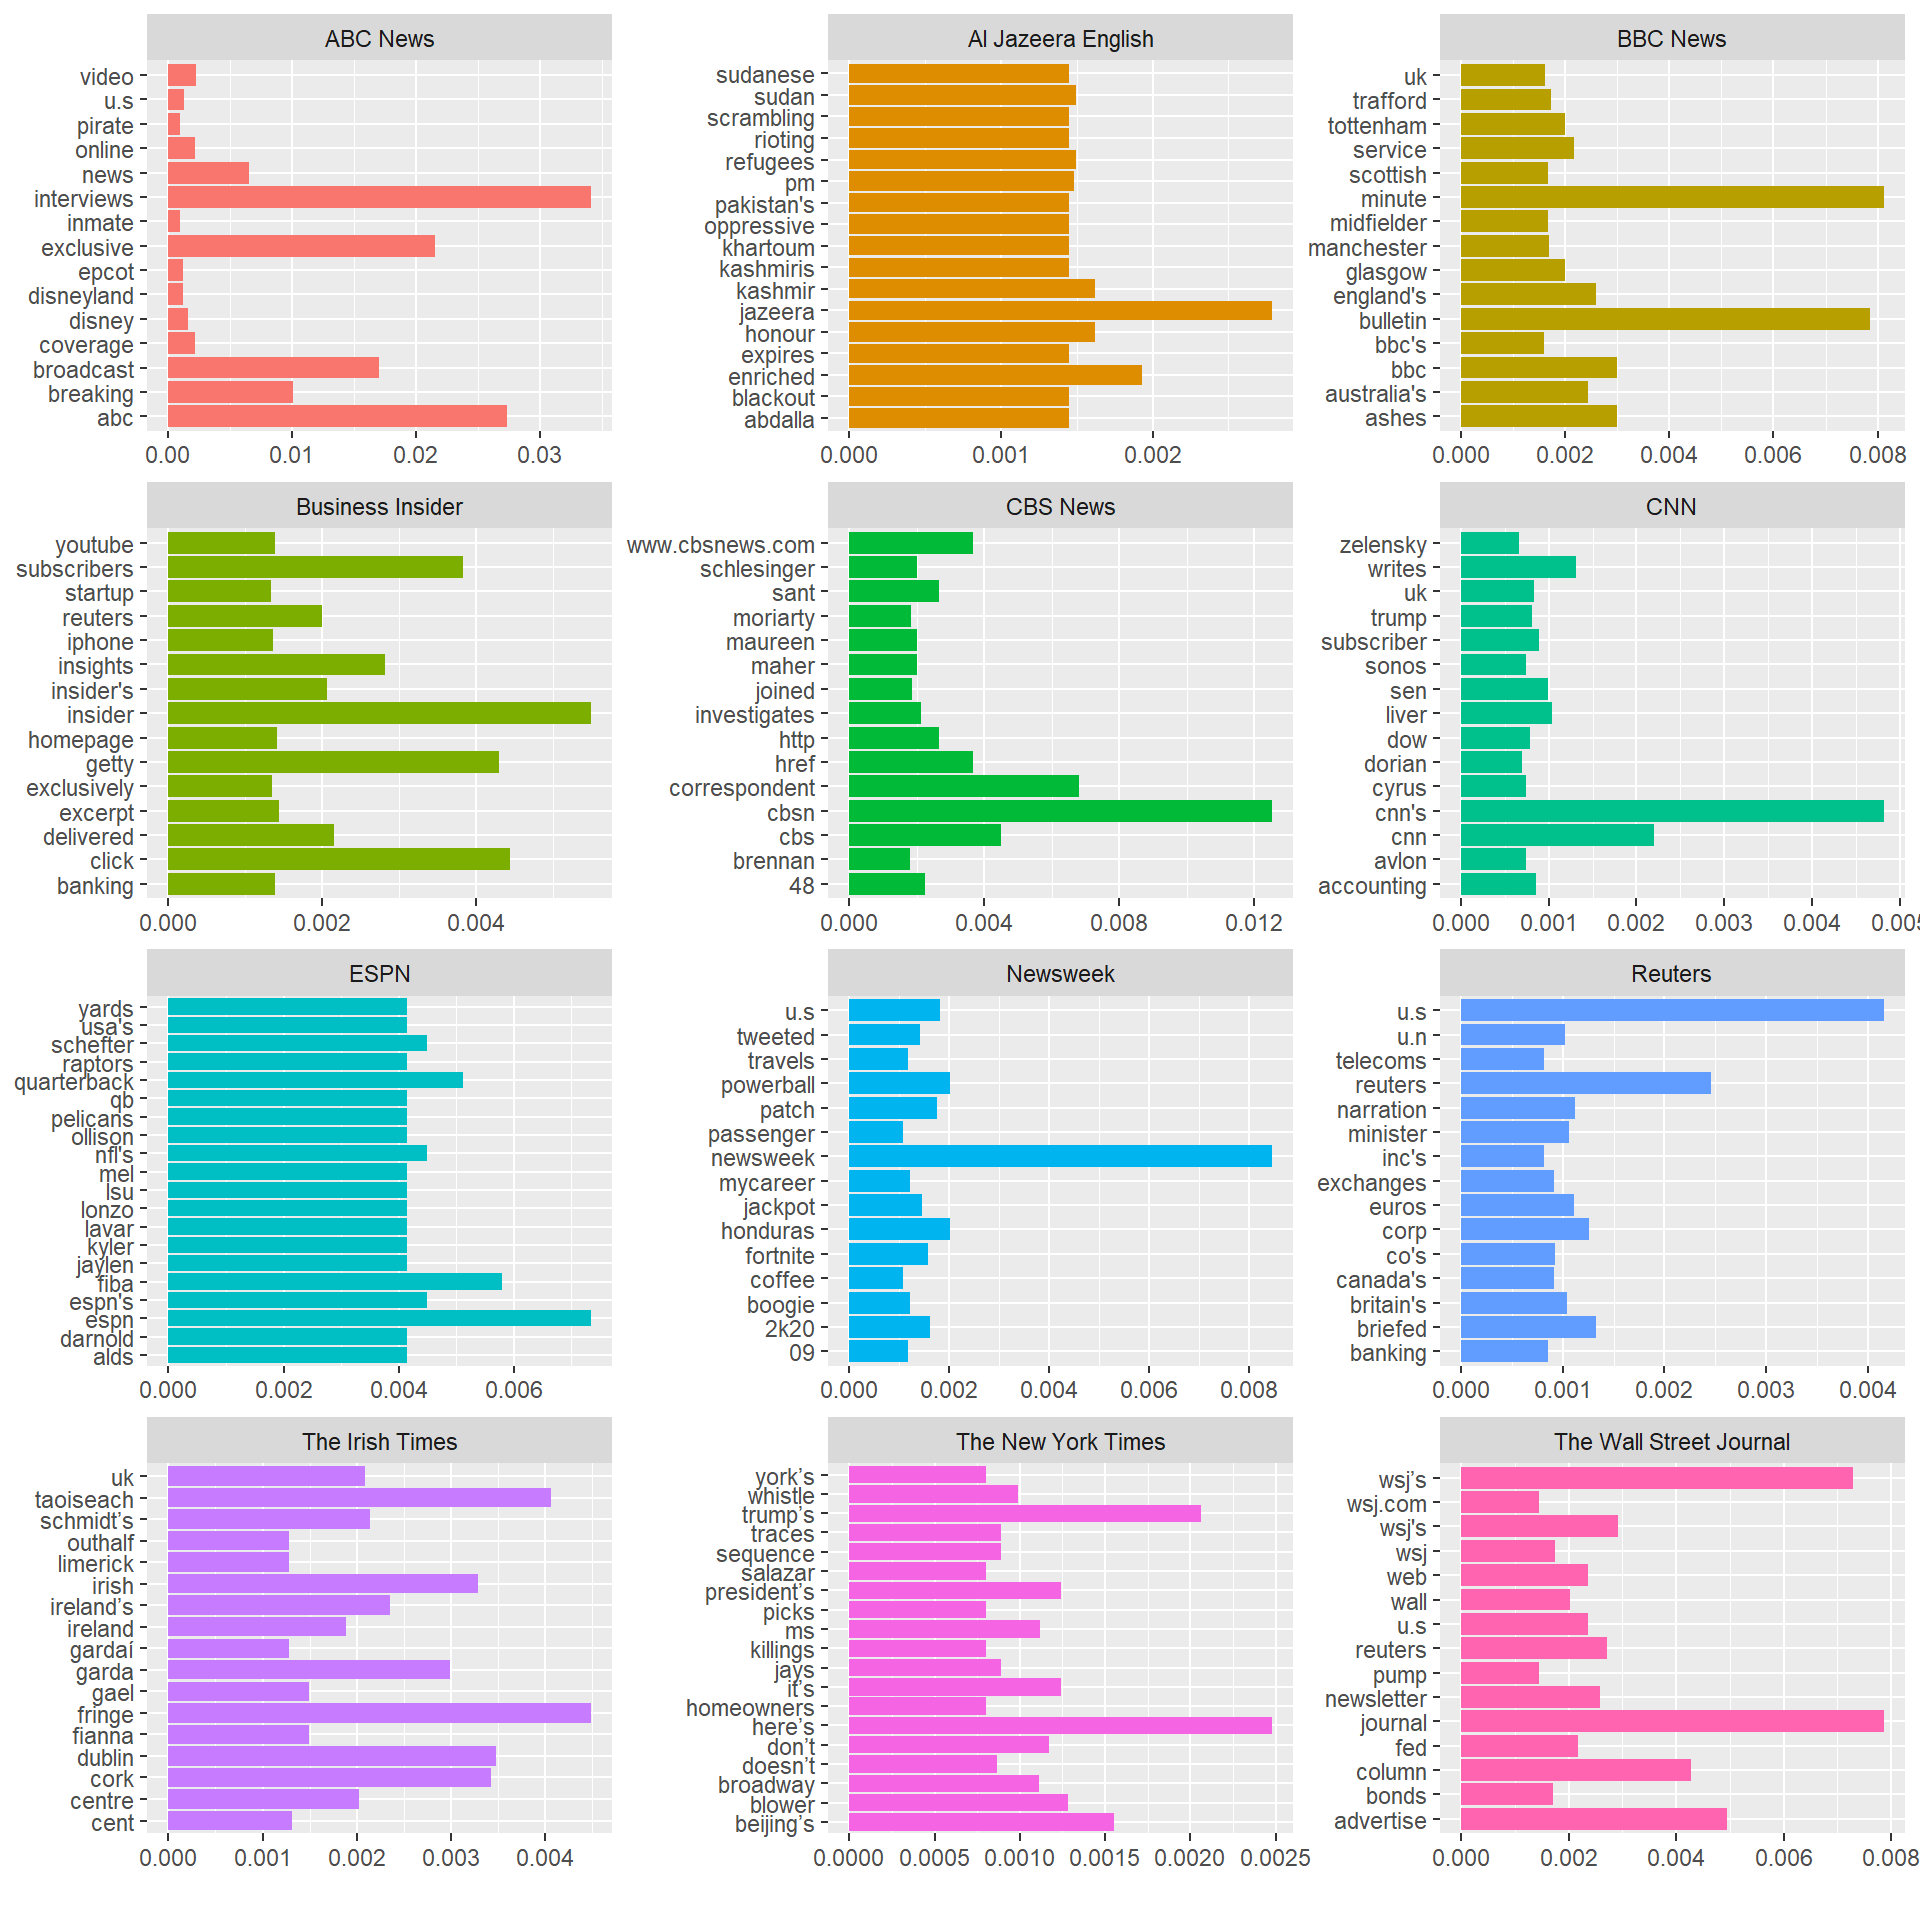 ABC News
video
u.s
pirate
online
news
interviews
inmate
exclusive
epcot
disneyland
disney
coverage
broadcast
breaking
abc
0.00 0.01 0.02 0.03
Al Jazeera English
sudanese
sudan
scrambling
rioting
refugees
pm
pakistan's
oppressive
khartoum
kashmiris
kashmir
jazeera
honour
expires
enriched
blackout
abdalla
0.000 0.001 0.002
BBC News
uk
trafford
tottenham
service
scottish
minute
midfielder
manchester
glasgow
england's
bulletin
bbc's
bbc
australia's
ashes
0.000 0.002 0.004 0.006 0.008
Business Insider
youtube
subscribers
startup
reuters
iphone
insights
insider's
insider
homepage
getty
exclusively
excerpt
delivered
click
banking
0.000 0.002 0.004
CBS News
www.cbsnews.com
schlesinger
sant
moriarty
maureen
maher
joined
investigates
http
href
correspondent
cbsn
cbs
brennan
48
0.000 0.004 0.008 0.012
CNN
zelensky
writes
uk
trump
subscriber
sonos
sen
liver
dow
dorian
cyrus
cnn's
cnn
avlon
accounting
0.000 0.001 0.002 0.003 0.004 0.005
ESPN
yards
usa's
schefter
raptors
quarterback
qb
pelicans
ollison
nfl's
mel
lsu
lonzo
lavar
kyler
jaylen
fiba
espn's
espn
darnold
alds
0.000 0.002 0.004 0.006
Newsweek
u.s
tweeted
travels
powerball
patch
passenger
newsweek
mycareer
jackpot
honduras
fortnite
coffee
boogie
2k20
09
0.000 0.002 0.004 0.006 0.008
Reuters
u.s
u.n
telecoms
reuters
narration
minister
inc's
exchanges
euros
corp
co's
canada's
britain's
briefed
banking
0.000 0.001 0.002 0.003 0.004
The Irish Times
uk
taoiseach
schmidt’s
outhalf
limerick
irish
ireland’s
ireland
gardaí
garda
gael
fringe
fianna
dublin
cork
centre
cent
0.000 0.001 0.002 0.003 0.004
The New York Times
york’s
whistle
trump’s
traces
sequence
salazar
president’s
picks
ms
killings
jays
it’s
homeowners
here’s
don’t
doesn’t
broadway
blower
beijing’s
0.0000 0.0005 0.0010 0.0015 0.0020 0.0025
The Wall Street Journal
wsj’s
wsj.com
wsj's
wsj
web
wall
u.s
reuters
pump
newsletter
journal
fed
column
bonds
advertise
0.000 0.002 0.004 0.006 0.008